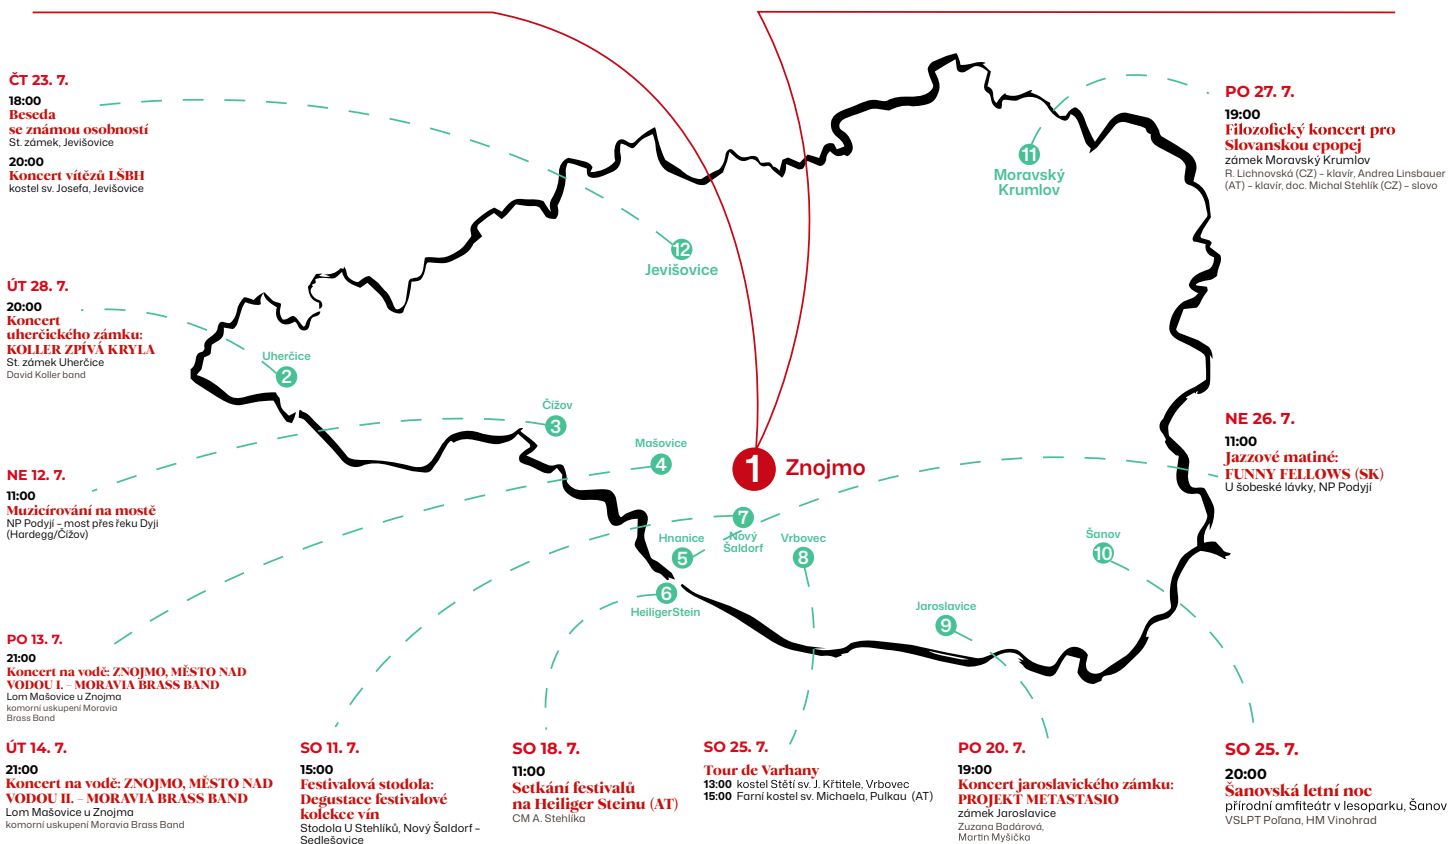 ČT 23. 7.
18:00
Beseda
se známou osobností
St. zámek, Jevišovice
20:00
Koncert vítězů LŠBH
kostel sv. Josefa, Jevišovice
ÚT 28. 7.
20:00
Koncert
uherčického zámku:
KOLLER ZPÍVÁ KRYLA
St. zámek Uherčice
David Koller band
NE 12. 7.
11:00
Muzicírování na mostě
NP Podyjí – most přes řeku Dyji
(Hardegg/Čížov)
PO 13. 7.
21:00
Koncert na vodě: ZNOJMO, MĚSTO NAD
VODOU I. – MORAVIA BRASS BAND
Lom Mašovice u Znojma
komorní uskupení Moravia
Brass Band
ÚT 14. 7.
21:00
Koncert na vodě: ZNOJMO, MĚSTO NAD
VODOU II. – MORAVIA BRASS BAND
Lom Mašovice u Znojma
komorní uskupení Moravia Brass Band
SO 11. 7.
15:00
Festivalová stodola:
Degustace festivalové
kolekce vín
Stodola U Stehlíků, Nový Šaldorf –
Sedlešovice
SO 18. 7.
11:00
Setkání festivalů
na Heiliger Steinu (AT)
CM A. Stehlíka
SO 25. 7.
Tour de Varhany
13:00 kostel Stětí sv. J. Křtitele, Vrbovec
15:00 Farní kostel sv. Michaela, Pulkau (AT)
PO 20. 7.
19:00
Koncert jaroslavického zámku:
PROJEKT METASTASIO
zámek Jaroslavice
Zuzana Badárová,
Martin Myšička
SO 25. 7.
20:00
Šanovská letní noc
přírodní amfiteátr v lesoparku, Šanov
VSLPT Poľana, HM Vinohrad
NE 26. 7.
11:00
Jazzové matiné:
FUNNY FELLOWS (SK)
U šobeské lávky, NP Podyjí
PO 27. 7.
19:00
Filozofický koncert pro
Slovanskou epopej
zámek Moravský Krumlov
R. Lichnovská (CZ) – klavír, Andrea Linsbauer
(AT) – klavír, doc. Michal Stehlík (CZ) – slovo
11
Moravský
Krumlov
12
Jevišovice
Uherčice
2
Čížov
3
Mašovice
4
1 Znojmo
7
Nový
Šaldorf
Hnanice
5
Vrbovec
8
6
HeiligerStein
Jaroslavice
9
Šanov
10